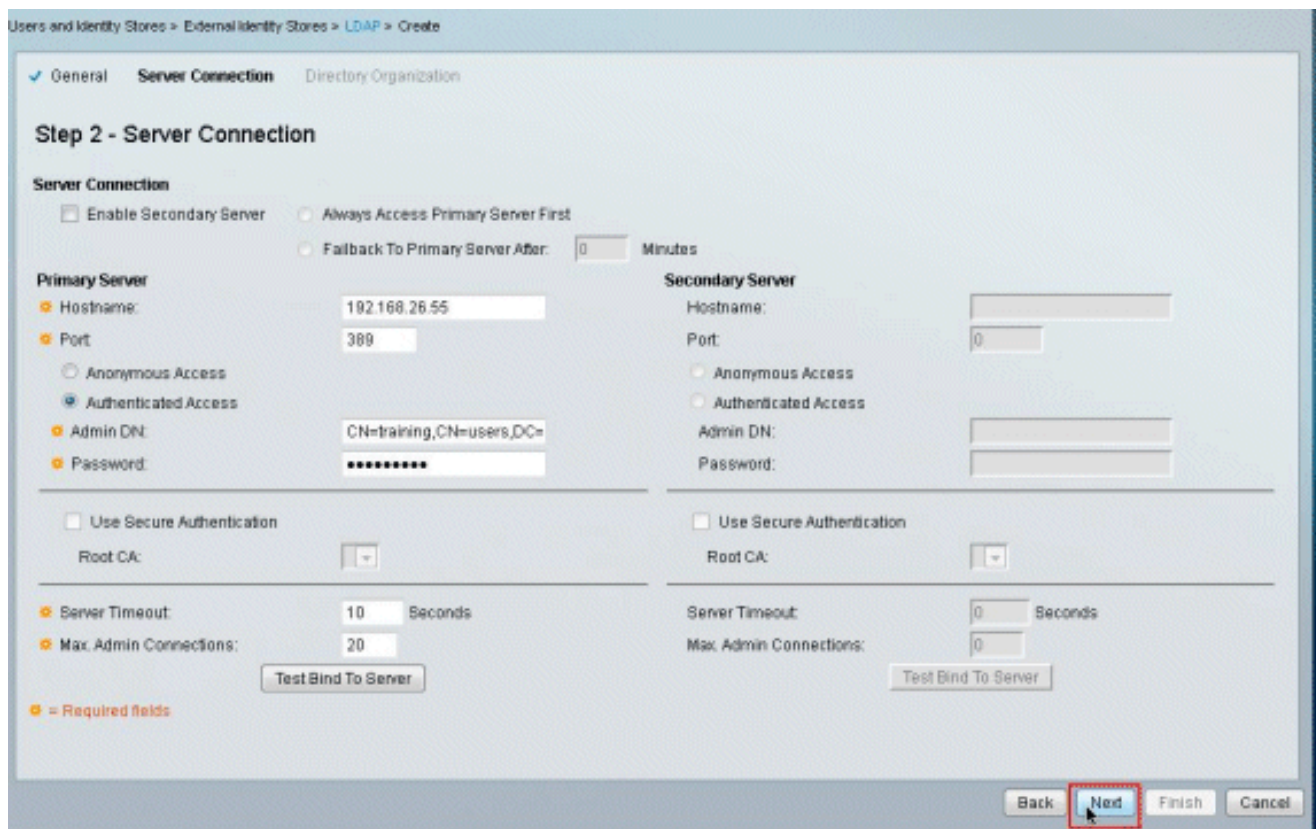 Users and Identity Stores > External Identity Stores > LDAP > Create
General Server Connection Directory Organization
Step 2 - Server Connection
Server Connection
Enable Secondary Server Always Access Primary Server First
Failback To Primary Server After: 0 Minutes
Primary Server Secondary Server
Hostname: 192.168.26.55 Hostname:
Port: 389 Port: 0
Anonymous Access Anonymous Access
Authenticated Access Authenticated Access
Admin DN: CN=training,CN=users,DC= Admin DN:
Password: ••••••••• Password:
Use Secure Authentication Use Secure Authentication
Root CA: Root CA:
Server Timeout: 10 Seconds Server Timeout: 0 Seconds
Max. Admin Connections: 20 Max. Admin Connections: 0
Test Bind To Server Test Bind To Server
= Required fields
Back Next Finish Cancel